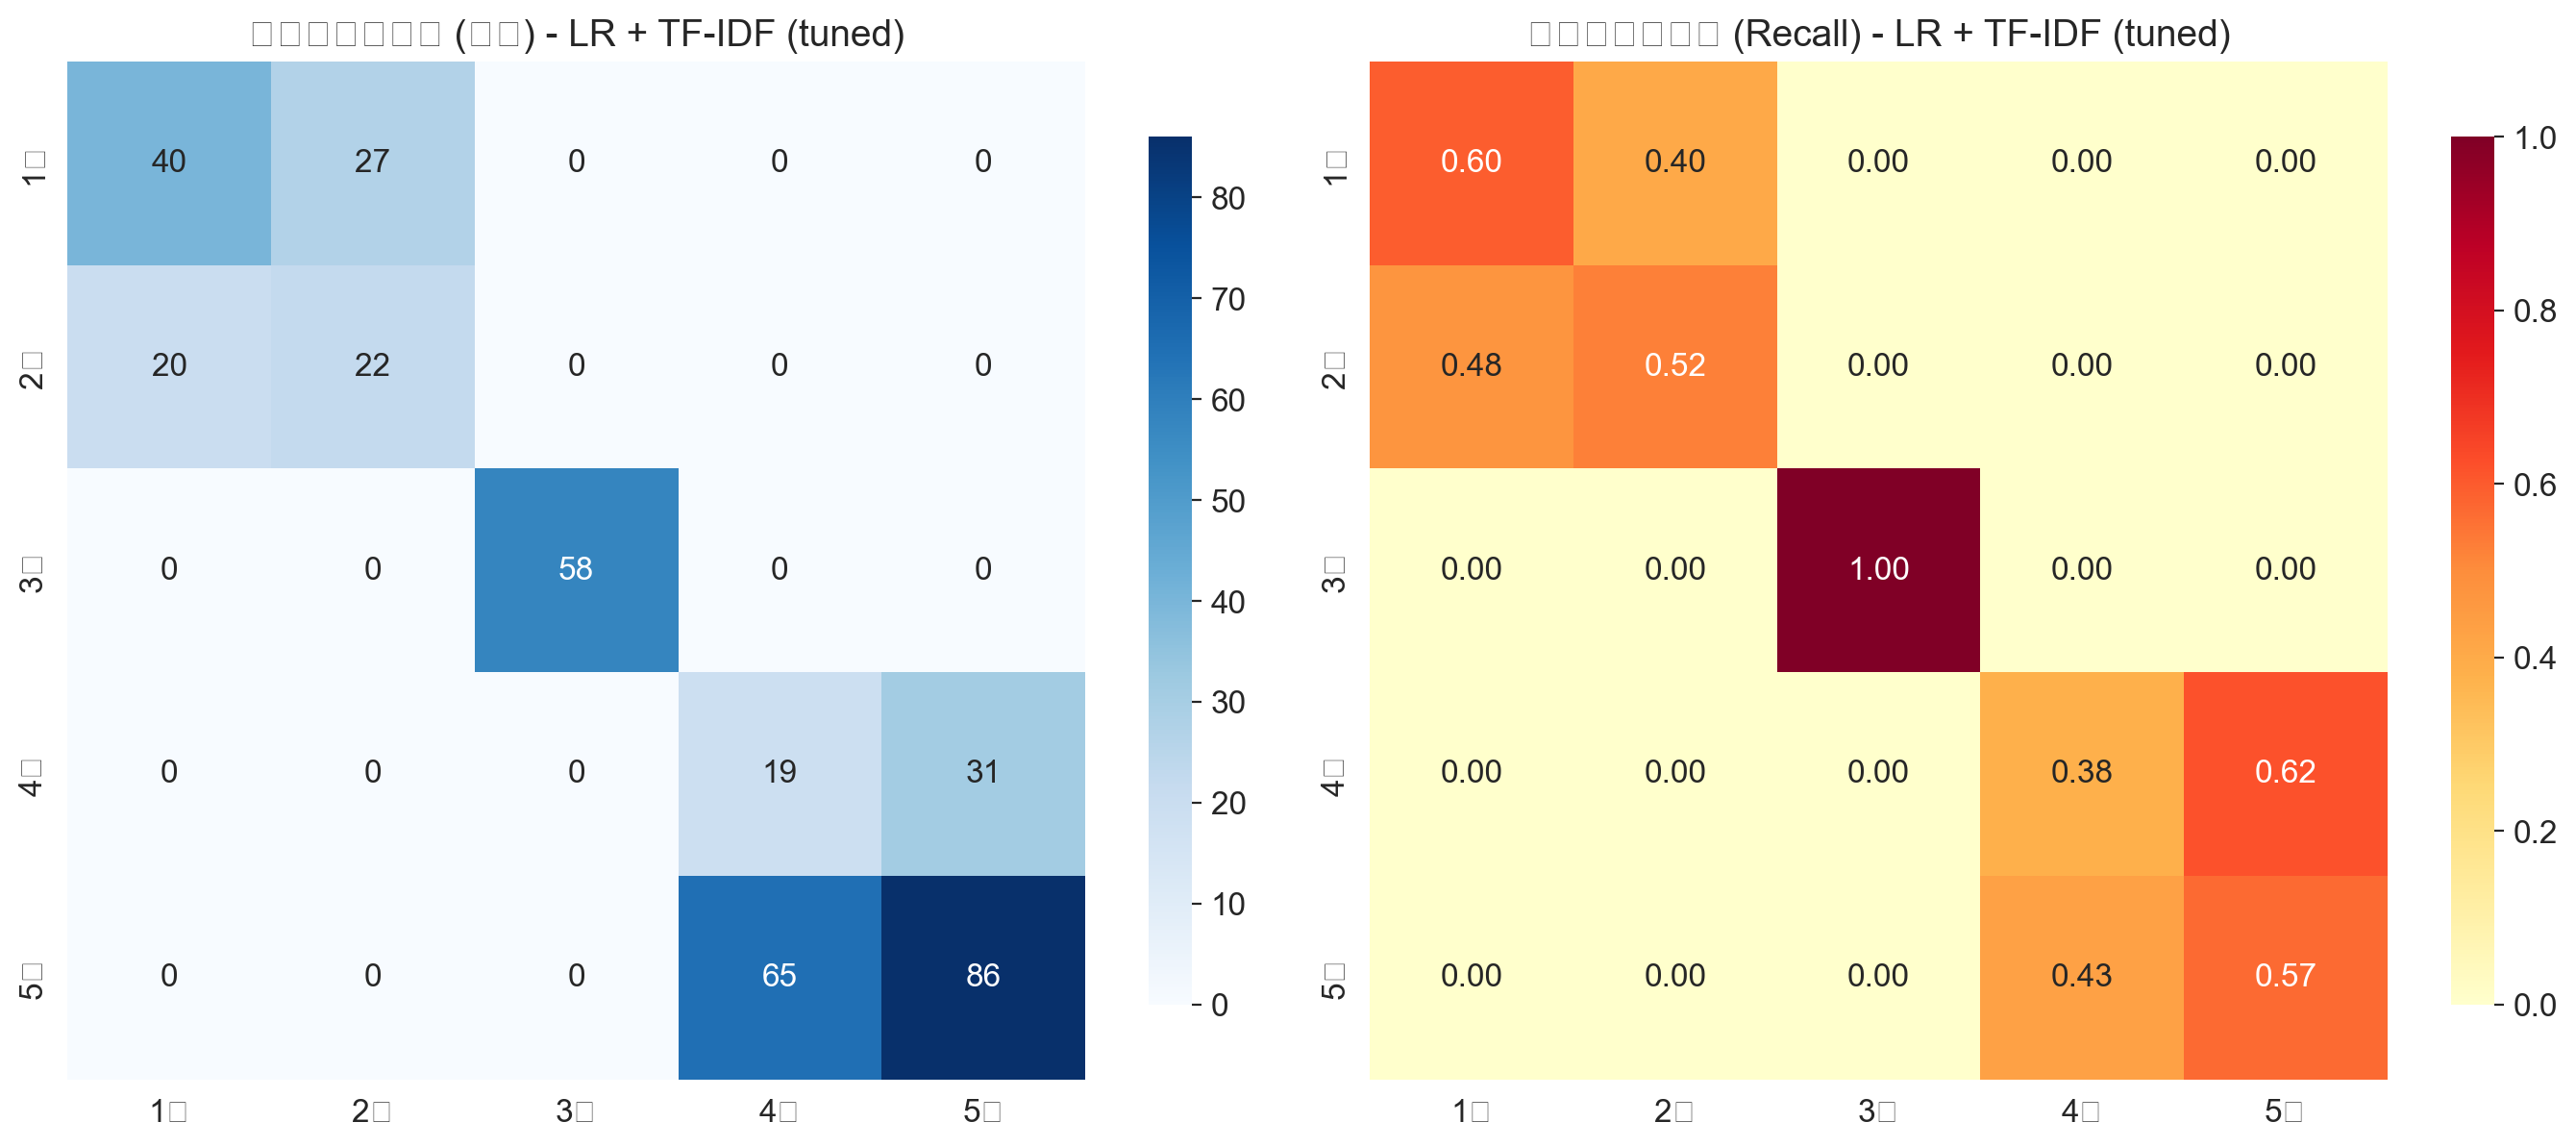 □□□□□□□ (□□) - LR + TF-IDF (tuned)
1□ 40 27 0 0 0
2□ 20 22 0 0 0
3□ 0 0 58 0 0
4□ 0 0 0 19 31
5□ 0 0 0 65 86
1□ 2□ 3□ 4□ 5□
80
70
60
50
40
30
20
10
0
□□□□□□□ (Recall) - LR + TF-IDF (tuned)
1□ 0.60 0.40 0.00 0.00 0.00
2□ 0.48 0.52 0.00 0.00 0.00
3□ 0.00 0.00 1.00 0.00 0.00
4□ 0.00 0.00 0.00 0.38 0.62
5□ 0.00 0.00 0.00 0.43 0.57
1□ 2□ 3□ 4□ 5□
1.0
0.8
0.6
0.4
0.2
0.0